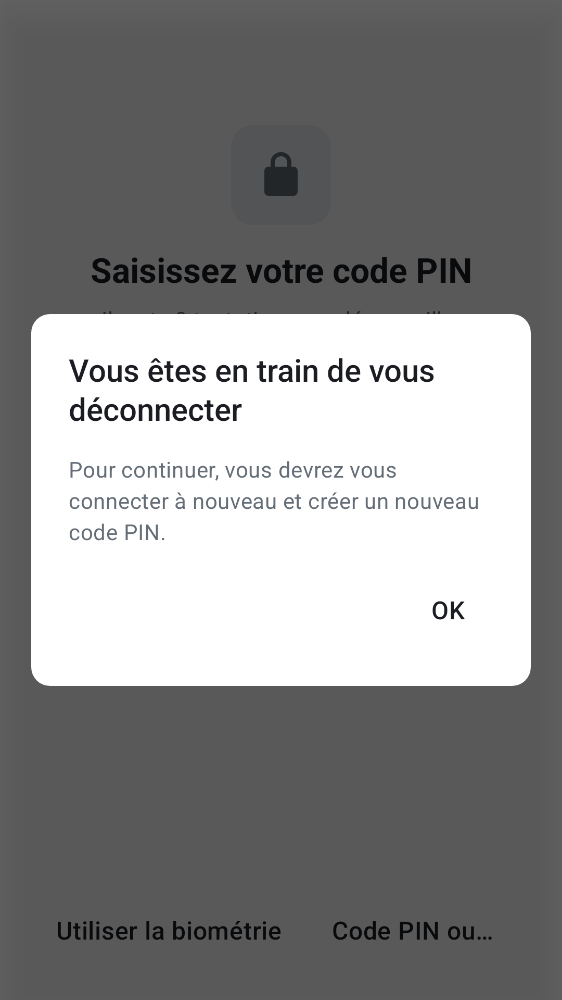 Saisissez votre code PIN
Vous êtes en train de vous
déconnecter
Pour continuer, vous devrez vous
connecter à nouveau et créer un nouveau
code PIN.
OK
Utiliser la biométrie
Code PIN ou…